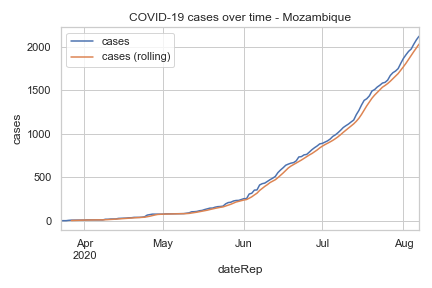 COVID-19 cases over time - Mozambique
cases
cases (rolling)
cases
2000
1500
1000
500
0
Apr
2020
May
Jun
Jul
Aug
dateRep